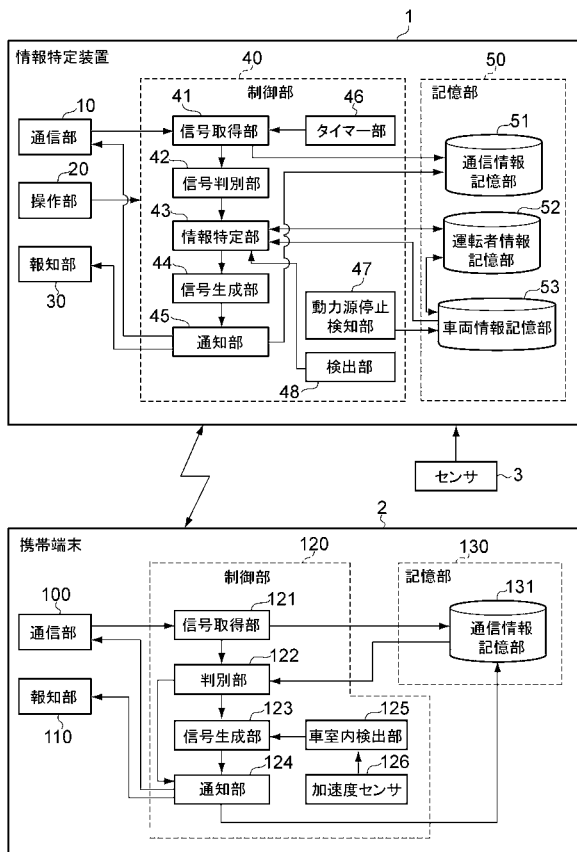 1
情報特定装置
40
制御部
50
記憶部
10
通信部
41
信号取得部
46
タイマー部
51
通信情報
記憶部
20
操作部
42
信号判別部
43
情報特定部
52
運転者情報
記憶部
報知部
30
44
信号生成部
45
通知部
47
動力源停止
検知部
53
車両情報記憶部
検出部
48
センサ
3
2
携帯端末
120
制御部
130
記憶部
100
通信部
121
信号取得部
131
通信情報
記憶部
122
判別部
報知部
110
123
信号生成部
125
車室内検出部
124
通知部
126
加速度センサ